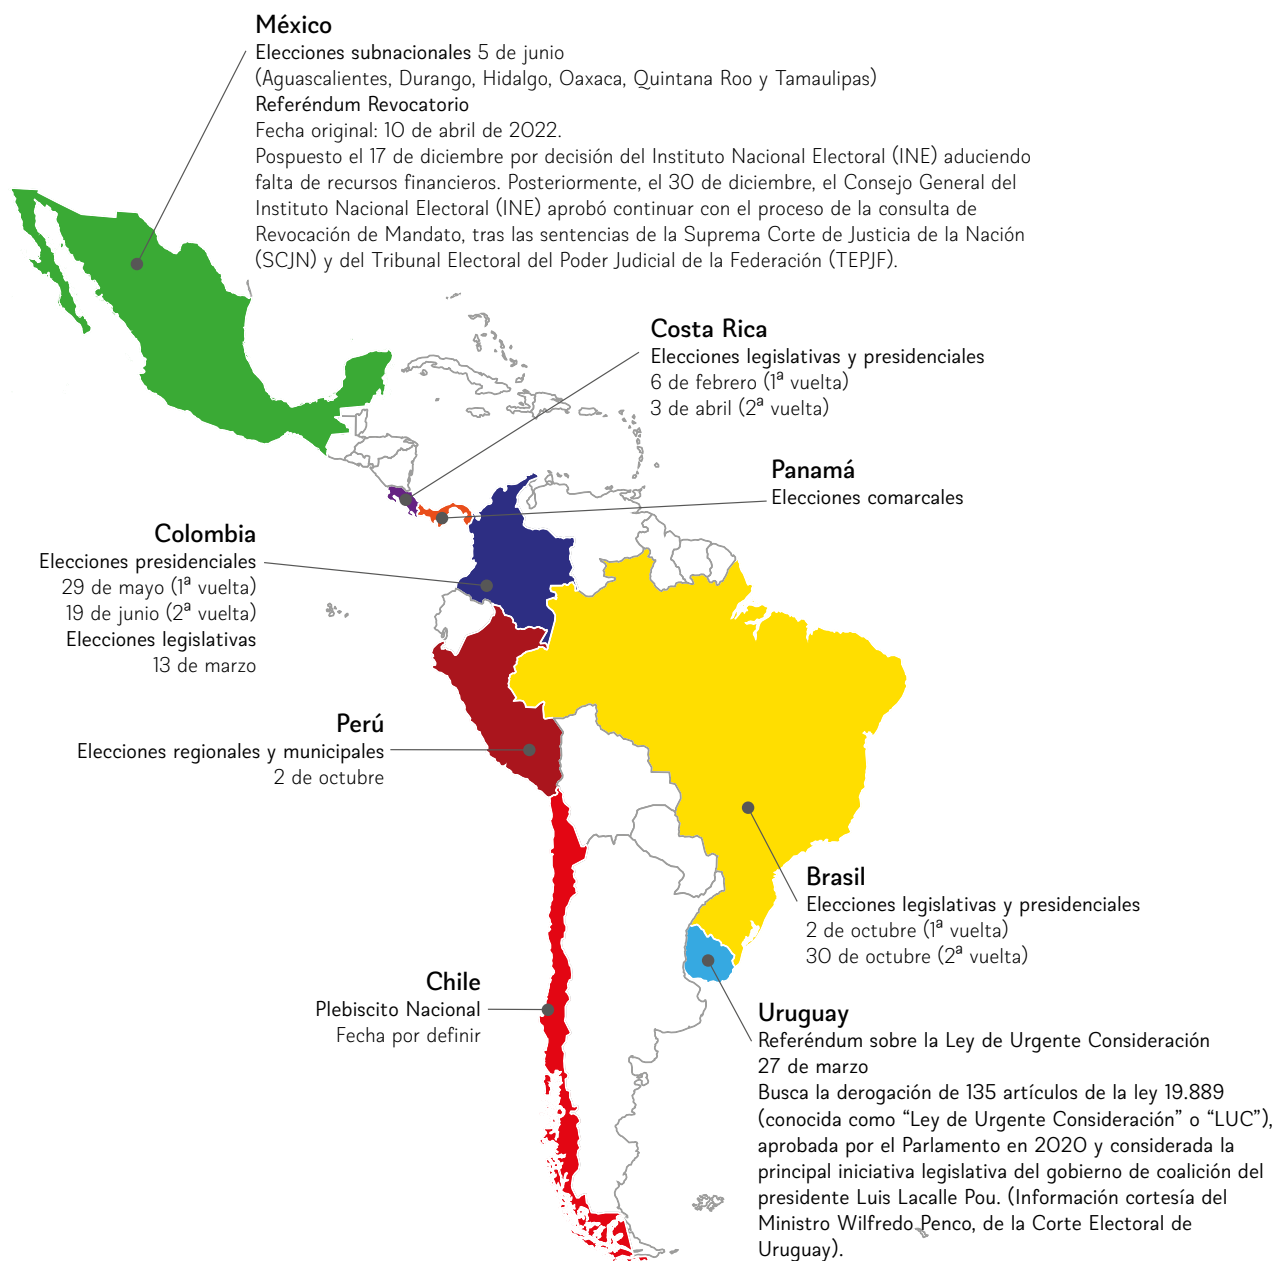 México
Elecciones subnacionales 5 de junio
(Aguascalientes, Durango, Hidalgo, Oaxaca, Quintana Roo y Tamaulipas)
Referéndum Revocatorio
Fecha original: 10 de abril de 2022.
Pospuesto el 17 de diciembre por decisión del Instituto Nacional Electoral (INE) aduciendo
falta de recursos financieros. Posteriormente, el 30 de diciembre, el Consejo General del
Instituto Nacional Electoral (INE) aprobó continuar con el proceso de la consulta de
Revocación de Mandato, tras las sentencias de la Suprema Corte de Justicia de la Nación
(SCJN) y del Tribunal Electoral del Poder Judicial de la Federación (TEPJF).
Costa Rica
Elecciones legislativas y presidenciales
6 de febrero (1ª vuelta)
3 de abril (2ª vuelta)
Panamá
Elecciones comarcales
Colombia
Elecciones presidenciales
29 de mayo (1ª vuelta)
19 de junio (2ª vuelta)
Elecciones legislativas
13 de marzo
Perú
Elecciones regionales y municipales
2 de octubre
Brasil
Elecciones legislativas y presidenciales
2 de octubre (1ª vuelta)
30 de octubre (2ª vuelta)
Chile
Plebiscito Nacional
Fecha por definir
Uruguay
Referéndum sobre la Ley de Urgente Consideración
27 de marzo
Busca la derogación de 135 artículos de la ley 19.889
(conocida como “Ley de Urgente Consideración” o “LUC”),
aprobada por el Parlamento en 2020 y considerada la
principal iniciativa legislativa del gobierno de coalición del
presidente Luis Lacalle Pou. (Información cortesía del
Ministro Wilfredo Penco, de la Corte Electoral de
Uruguay).